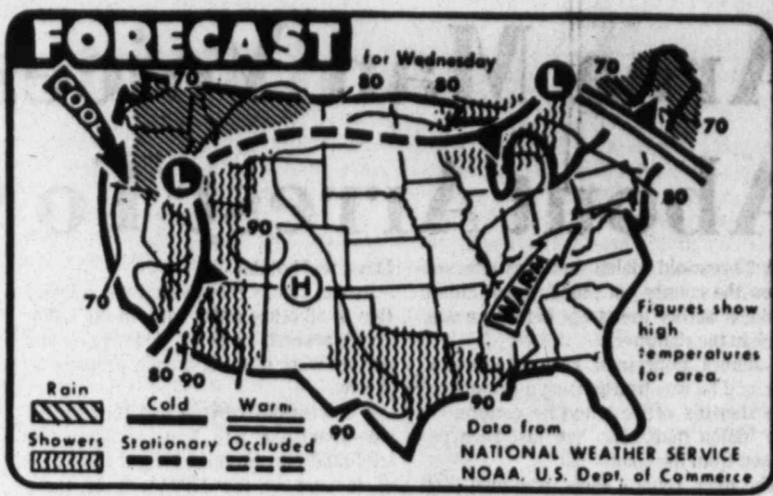 FORECAST
for Wednesday
COOL
70
80
80
70
70
80
L
L
90
H
WARM
70
80
90
90
90
Figures show
high
temperatures
for area.
Rain
Cold
Warm
Showers
Stationary
Occluded
Data from
NATIONAL WEATHER SERVICE
NOAA, U.S. Dept. of Commerce